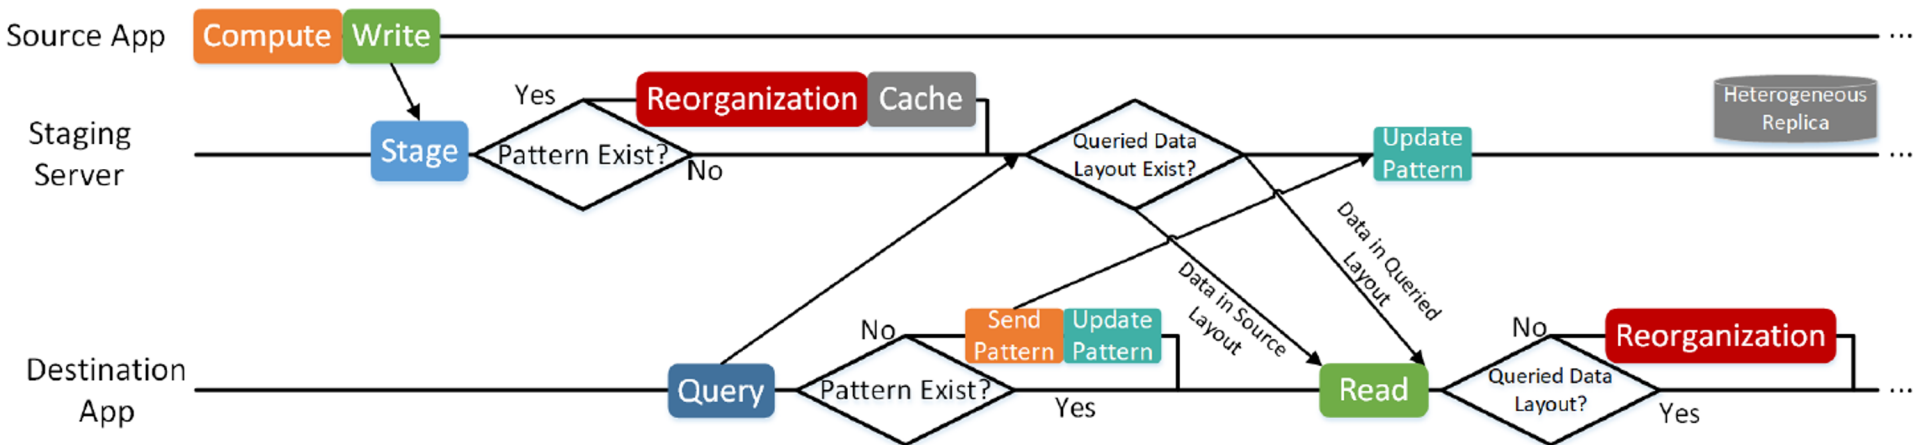 Source App
Compute
Write
...
Yes
Reorganization
Cache
Heterogeneous
Replica
Staging
Server
Stage
Pattern Exist?
No
Queried Data
Layout Exist?
Update
Pattern
...
Data in Source
Layout
Data in Queried
Layout
Destination
App
Query
Pattern Exist?
No
Send
Pattern
Update
Pattern
Yes
Read
Queried Data
Layout?
No
Reorganization
Yes
...